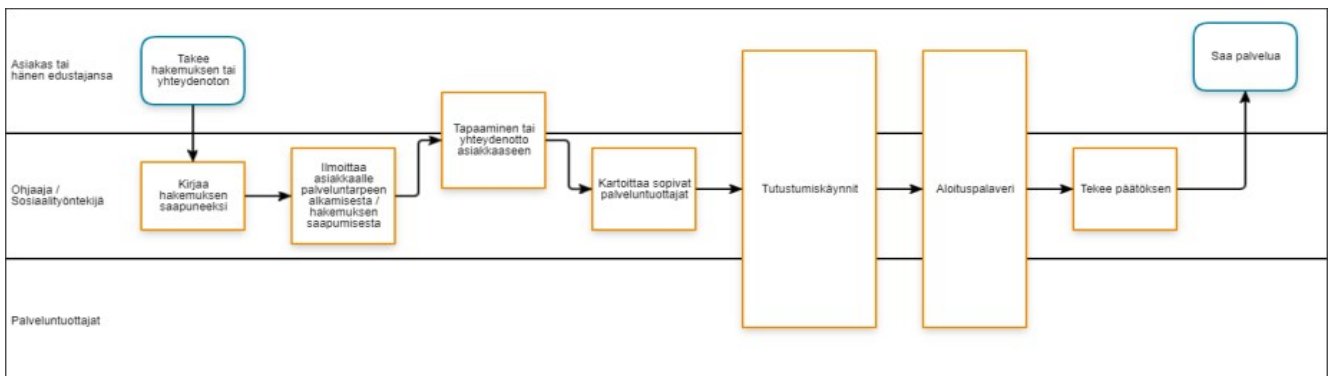 Asiakas tai
hänen edustajansa
Takee
hakemuksen tai
yhteydenoton
Saa palvelua
Tapaaminen tai
yhteydenotto
asiakkaaseen
Ohjaaja /
Sosiaalityöntekijä
Kirjaa
hakemuksen
saapuneeksi
Ilmoittaa
asiakkaalle
palveluntarpeen
alkamisesta /
hakemuksen
saapumisesta
Kartoittaa sopivat
palveluntuottajat
Tutustumiskäynnit
Aloituspalaveri
Tekee päätöksen
Palveluntuottajat